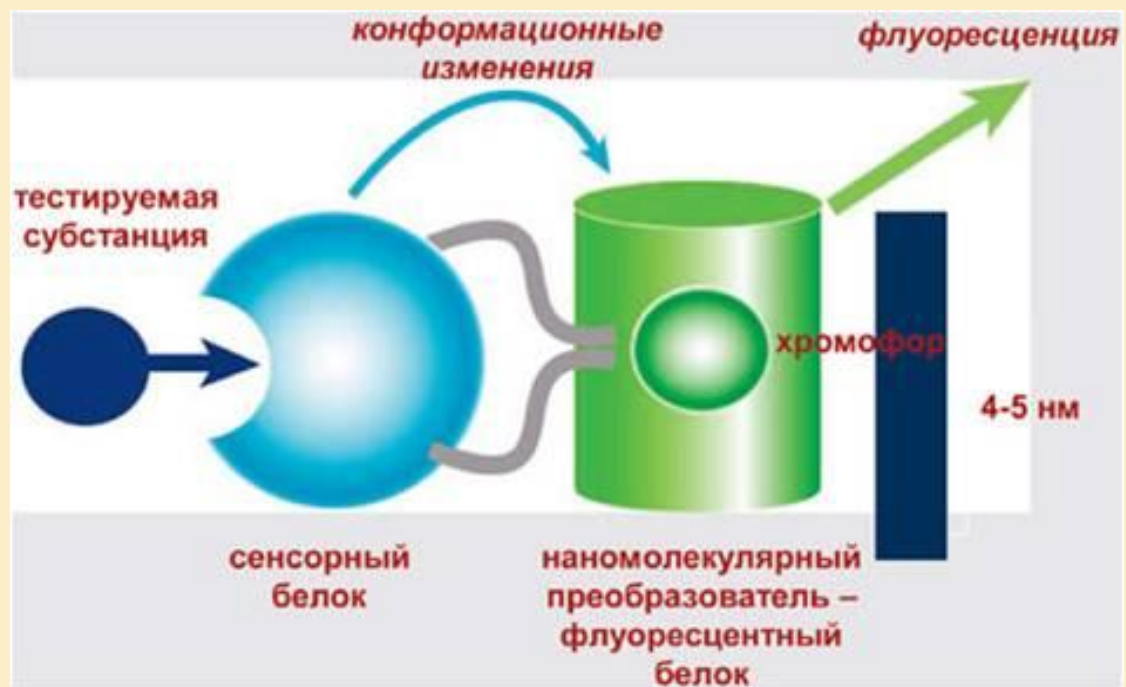 конформационные
изменения
флуоресценция
тестируемая
субстанция
хромофор
4-5 нм
сенсорный
белок
наномолекулярный
преобразователь –
флуоресцентный
белок